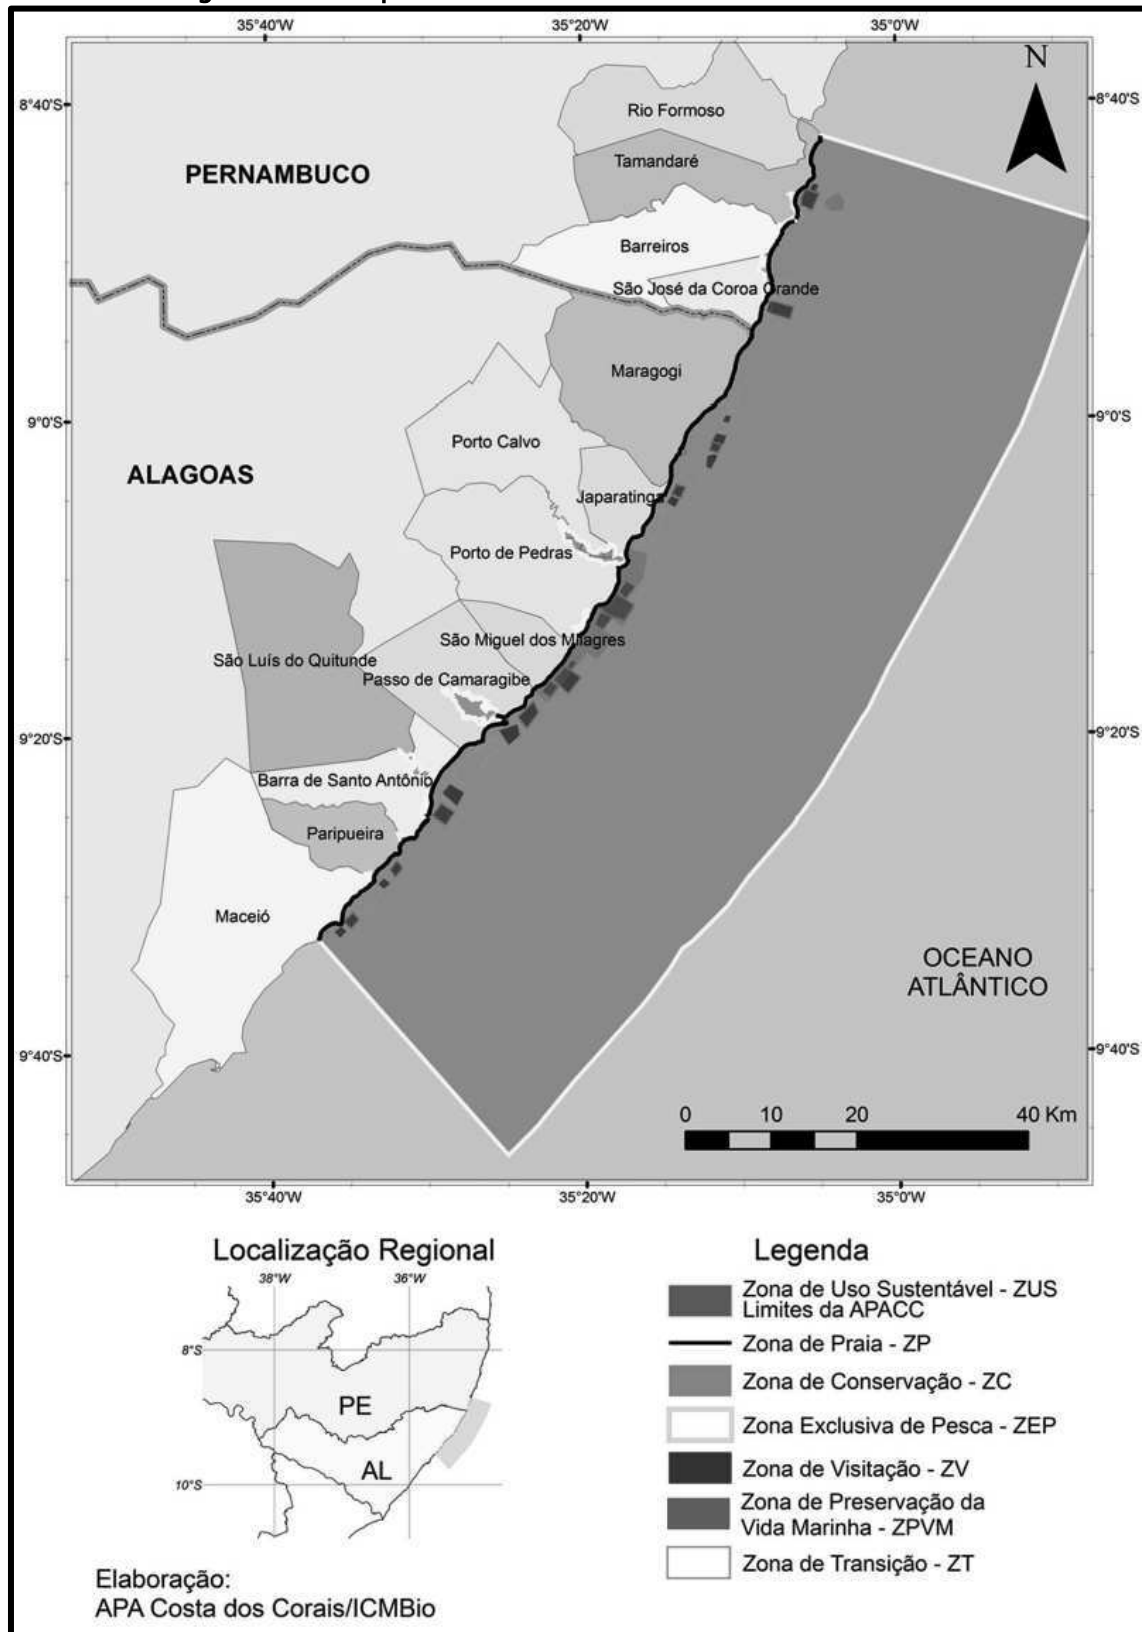 35°40'W 35°20'W 35°0'W
N
8°40'S 8°40'S
Rio Formoso
Tamandaré
PERNAMBUCO
Barreiros
São José da Coroa Grande
Maragogi
9°0'S 9°0'S
Porto Calvo
ALAGOAS
Japaratinga
Porto de Pedras
São Miguel dos Milagres
São Luís do Quitunde
Passo de Camaragibe
9°20'S 9°20'S
Barra de Santo Antônio
Paripueira
Maceió
OCEANO
ATLÂNTICO
9°40'S 9°40'S
0 10 20 40 Km
35°40'W 35°20'W 35°0'W
Localização Regional
38°W 36°W
8°S
PE
AL
10°S
Elaboração:
APA Costa dos Corais/ICMBio
Legenda
Zona de Uso Sustentável - ZUS
Limites da APACC
Zona de Praia - ZP
Zona de Conservação - ZC
Zona Exclusiva de Pesca - ZEP
Zona de Visitação - ZV
Zona de Preservação da
Vida Marinha - ZPVM
Zona de Transição - ZT